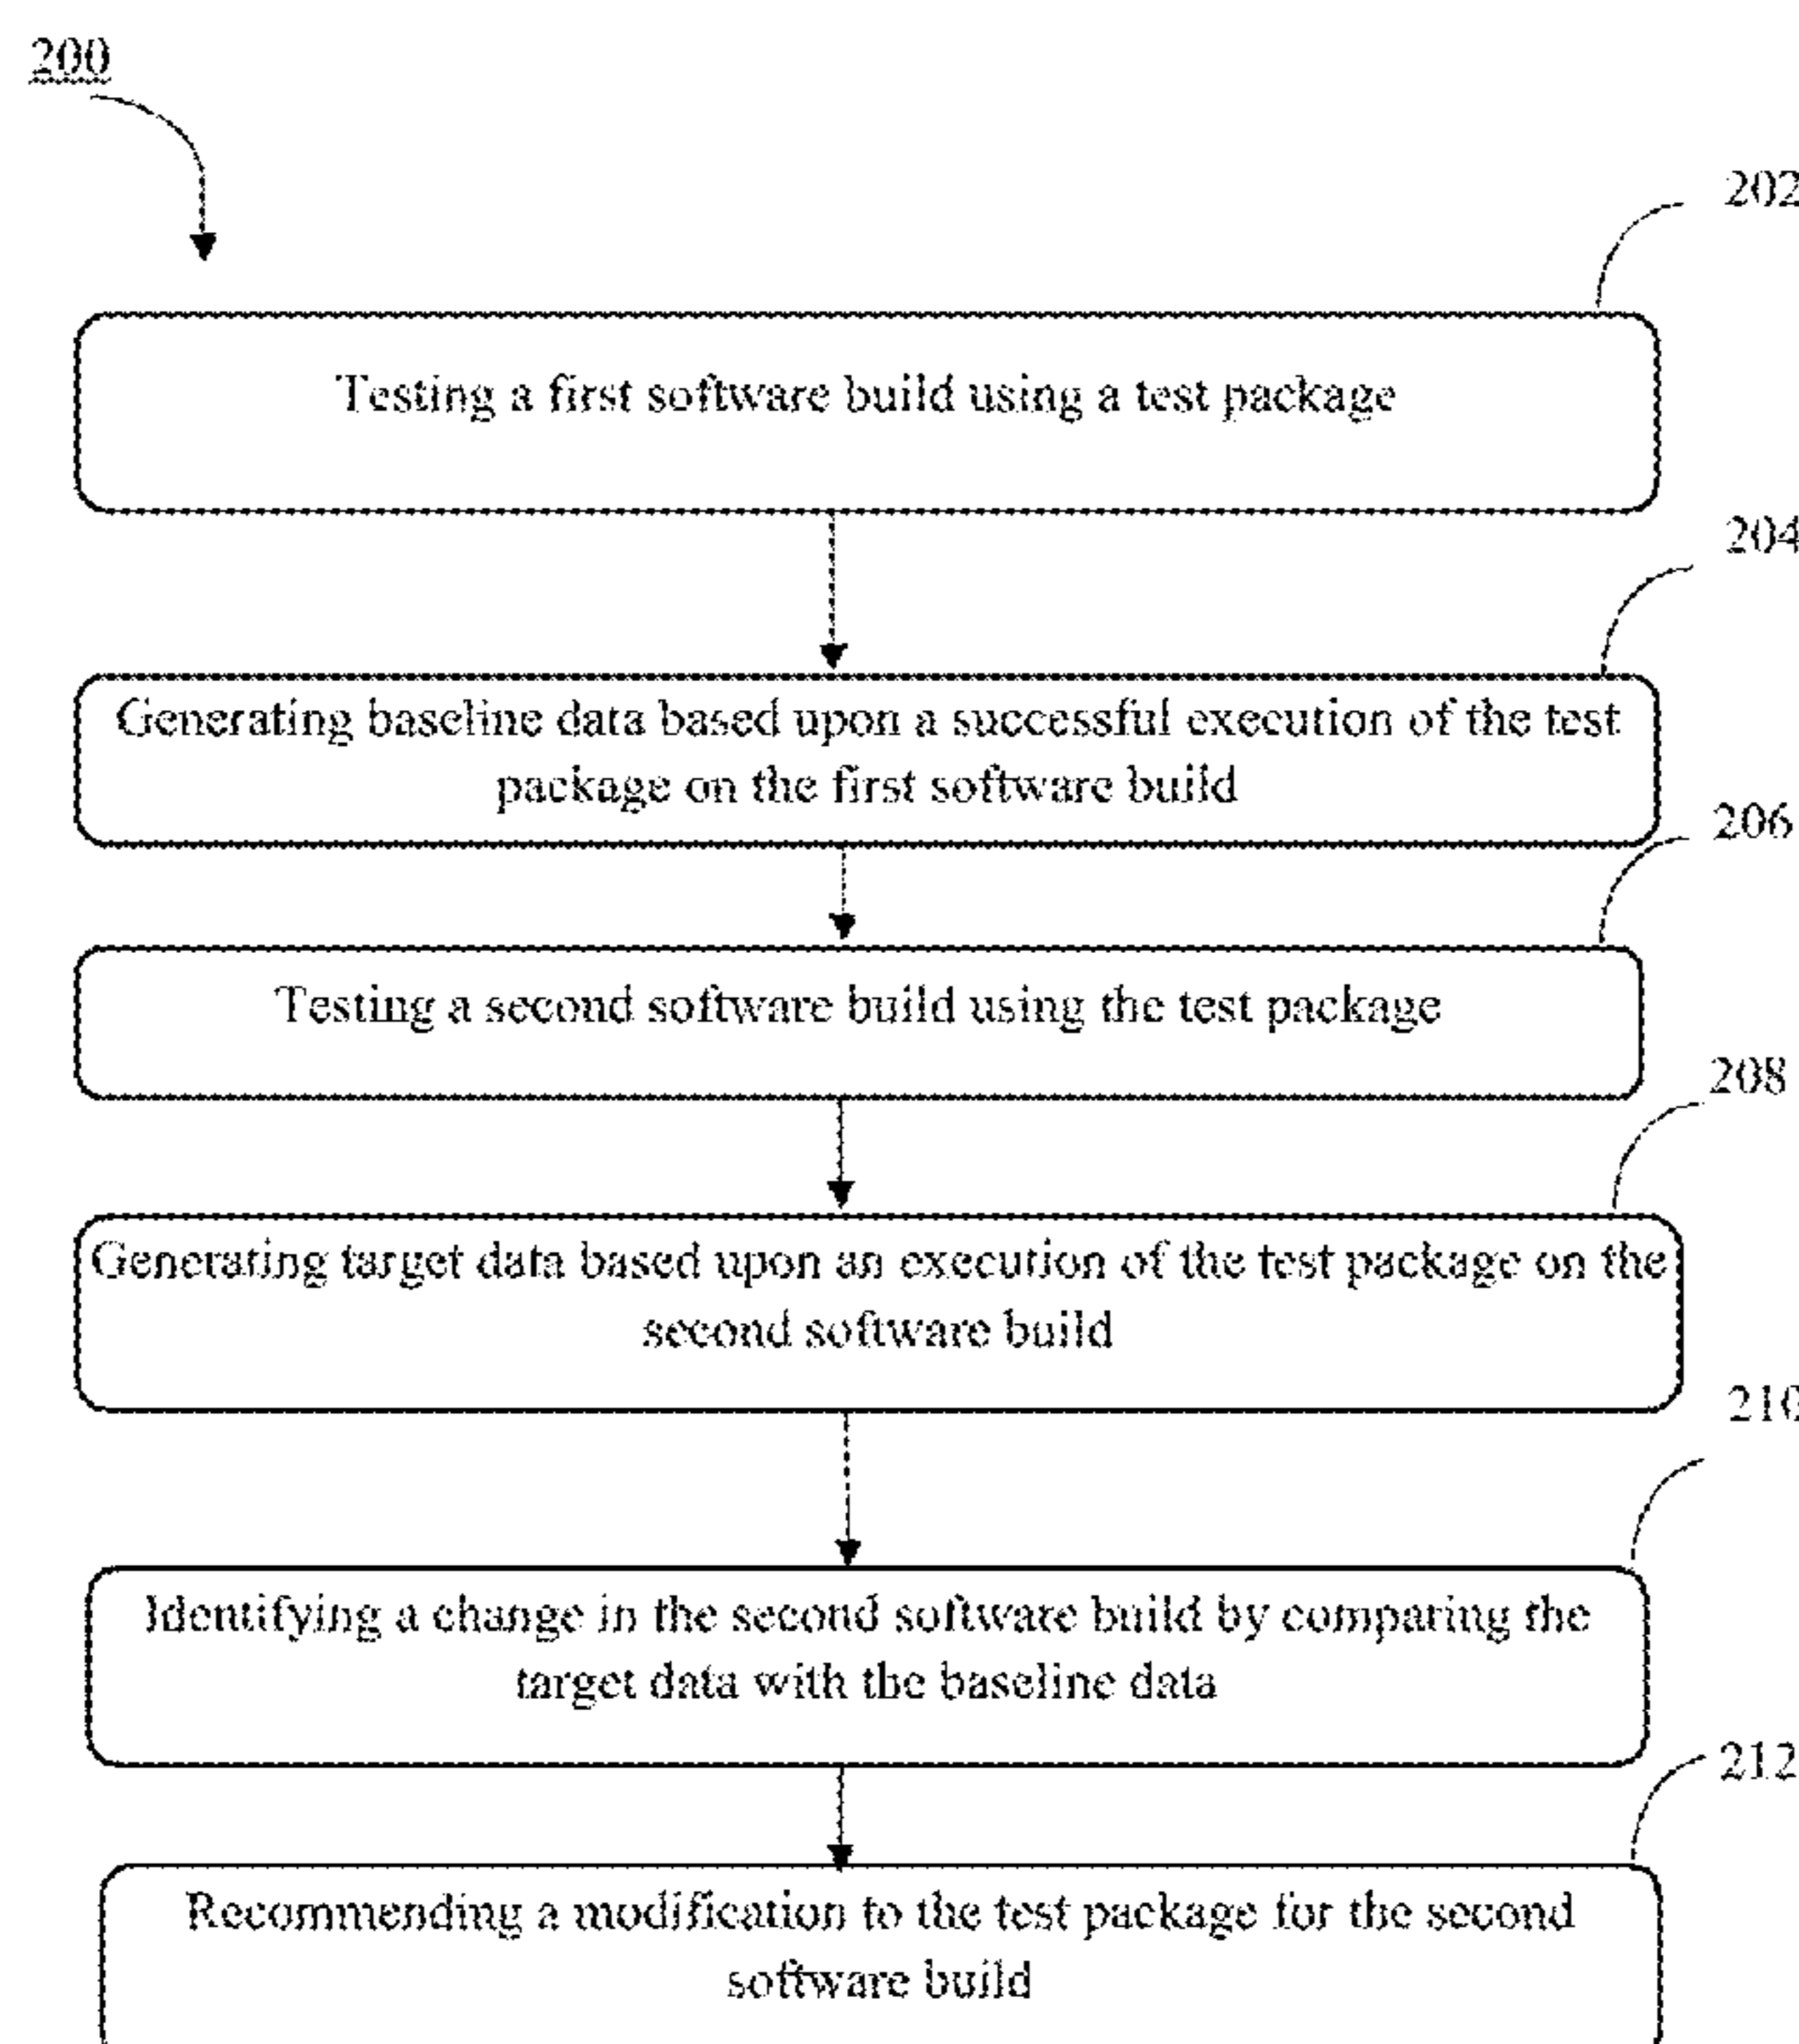 200
202
Testing a first software build using a test package
204
Generating baseline data based upon a successful execution of the test
package on the first software build
206
Testing a second software build using the test package
208
Generating target data based upon an execution of the test package on the
second software build
210
Identifying a change in the second software build by comparing the
target data with the baseline data
212
Recommending a modification to the test package for the second
software build